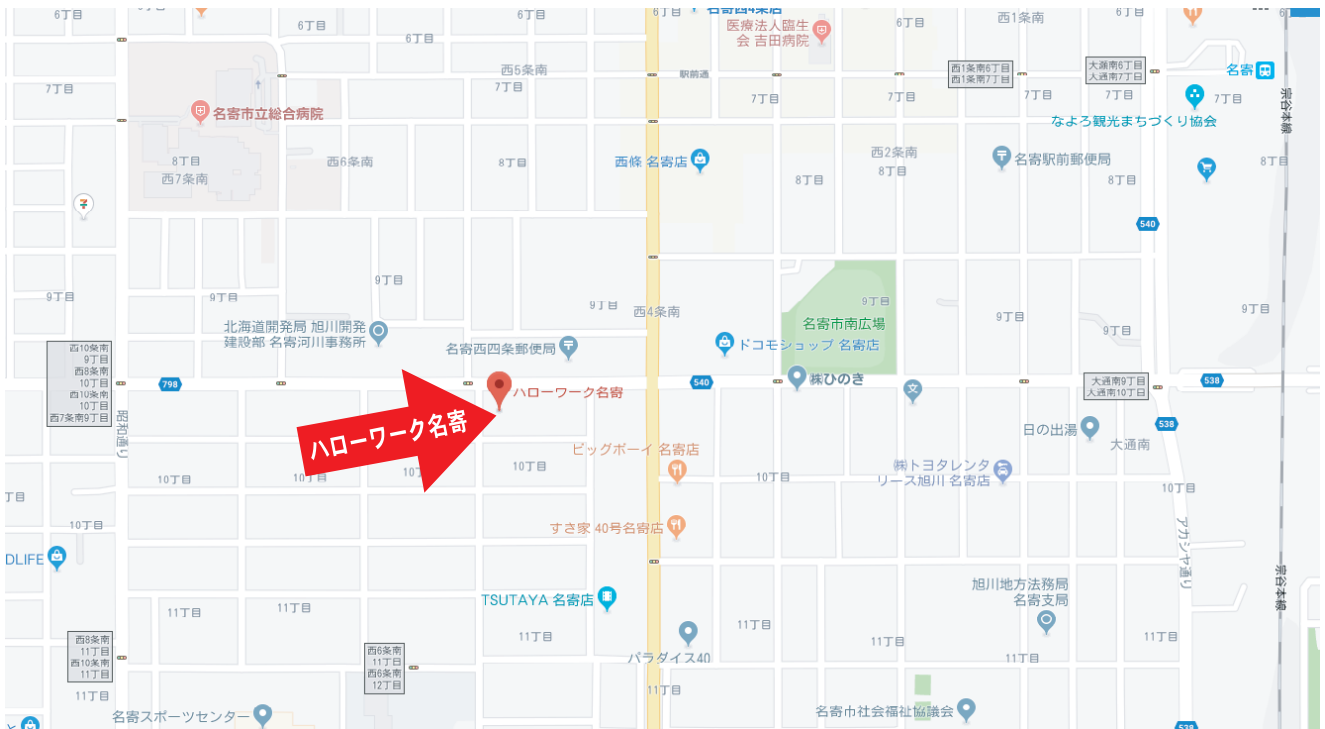 6丁目
6丁目
6丁目
6丁目
6丁目
名寄西4条店
医療法人臨生
会 吉田病院
6丁目
西1条南
6丁目
西5条南
7丁目
駅前通
西1条南6丁目
西1条南7丁目
大通南6丁目
大通南7丁目
名寄
7丁目
7丁目
7丁目
7丁目
7丁目
7丁目
宗谷本線
名寄市立総合病院
なよろ観光まちづくり協会
8丁目
西7条南
西6条南
8丁目
西條 名寄店
西2条南
8丁目
8丁目
名寄駅前郵便局
8丁目
8丁目
540
9丁目
9丁目
9丁目
9丁目
西4条南
9丁目
9丁目
9丁目
9丁目
名寄市南広場
北海道開発局 旭川開発
建設部 名寄河川事務所
名寄西四条郵便局
ドコモショップ 名寄店
西10条南
9丁目
西8条南
10丁目
西10条南
10丁目
西7条南9丁目
798
ハローワーク名寄
540
㈱ひのき
大通南9丁目
大通南10丁目
538
昭和通り
ハローワーク名寄
538
日の出湯
大通南
ビッグボーイ 名寄店
10丁目
10丁目
10丁目
10丁目
10丁目
㈱トヨタレンタ
リース旭川 名寄店
10丁目
丁目
10丁目
すき家 40号名寄店
アカシヤ通り
DLIFE
TSUTAYA 名寄店
旭川地方法務局
名寄支局
宗谷本線
11丁目
11丁目
11丁目
11丁目
11丁目
11丁目
11丁目
西8条南
11丁目
西10条南
11丁目
西6条南
11丁目
西6条南
12丁目
パラダイス40
11丁目
11丁目
名寄スポーツセンター
名寄市社会福祉協議会
538